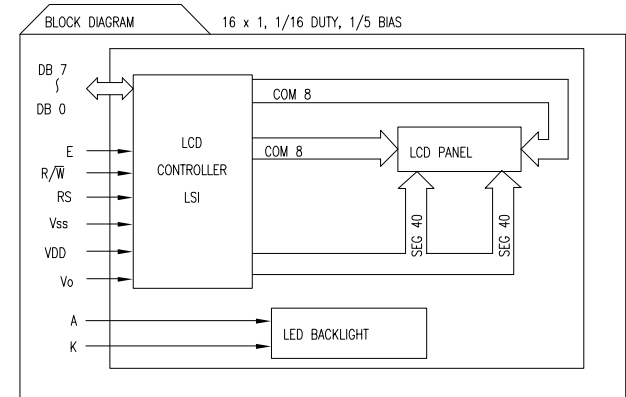 BLOCK DIAGRAM
16 x 1, 1/16 DUTY, 1/5 BIAS
DB 7
DB 0
E
R/W̅
RS
Vss
VDD
Vo
A
K
LCD
CONTROLLER
LSI
COM 8
COM 8
LCD PANEL
SEG 40
SEG 40
LED BACKLIGHT